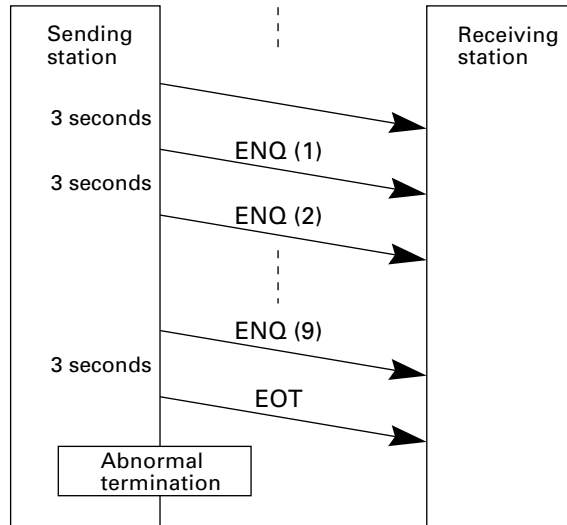 Sending
station
Receiving
station
3 seconds
ENQ (1)
3 seconds
ENQ (2)
ENQ (9)
3 seconds
EOT
Abnormal
termination